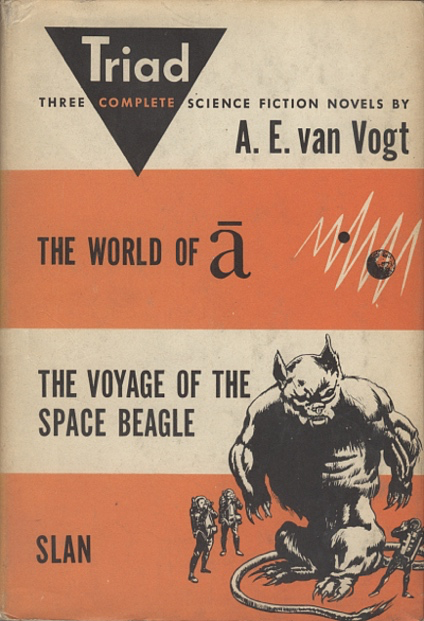 Triad
THREE COMPLETE SCIENCE FICTION NOVELS BY
A. E. van Vogt
THE WORLD OF ā
THE VOYAGE OF THE
SPACE BEAGLE
SLAN